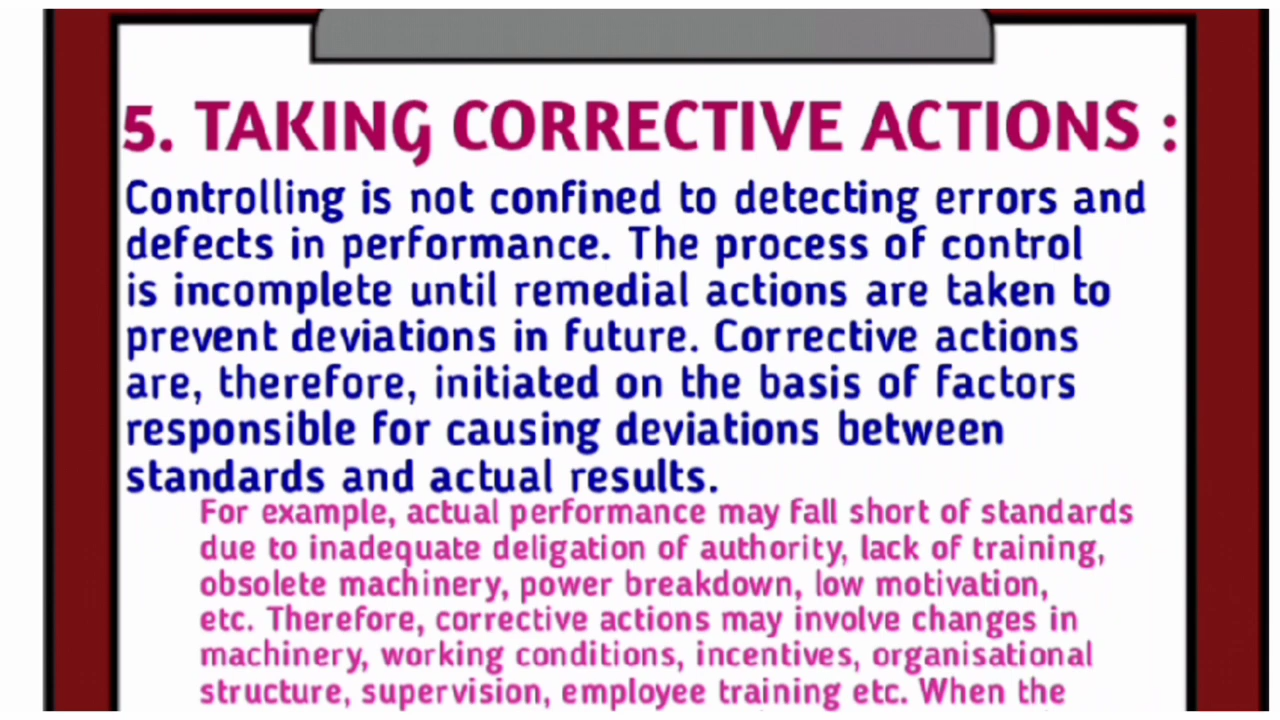 5. TAKING CORRECTIVE ACTIONS :
Controlling is not confined to detecting errors and
defects in performance. The process of control
is incomplete until remedial actions are taken to
prevent deviations in future. Corrective actions
are, therefore, initiated on the basis of factors
responsible for causing deviations between
standards and actual results.
For example, actual performance may fall short of standards
due to inadequate deligation of authority, lack of training,
obsolete machinery, power breakdown, low motivation,
etc. Therefore, corrective actions may involve changes in
machinery, working conditions, incentives, organisational
structure, supervision, employee training etc. When the